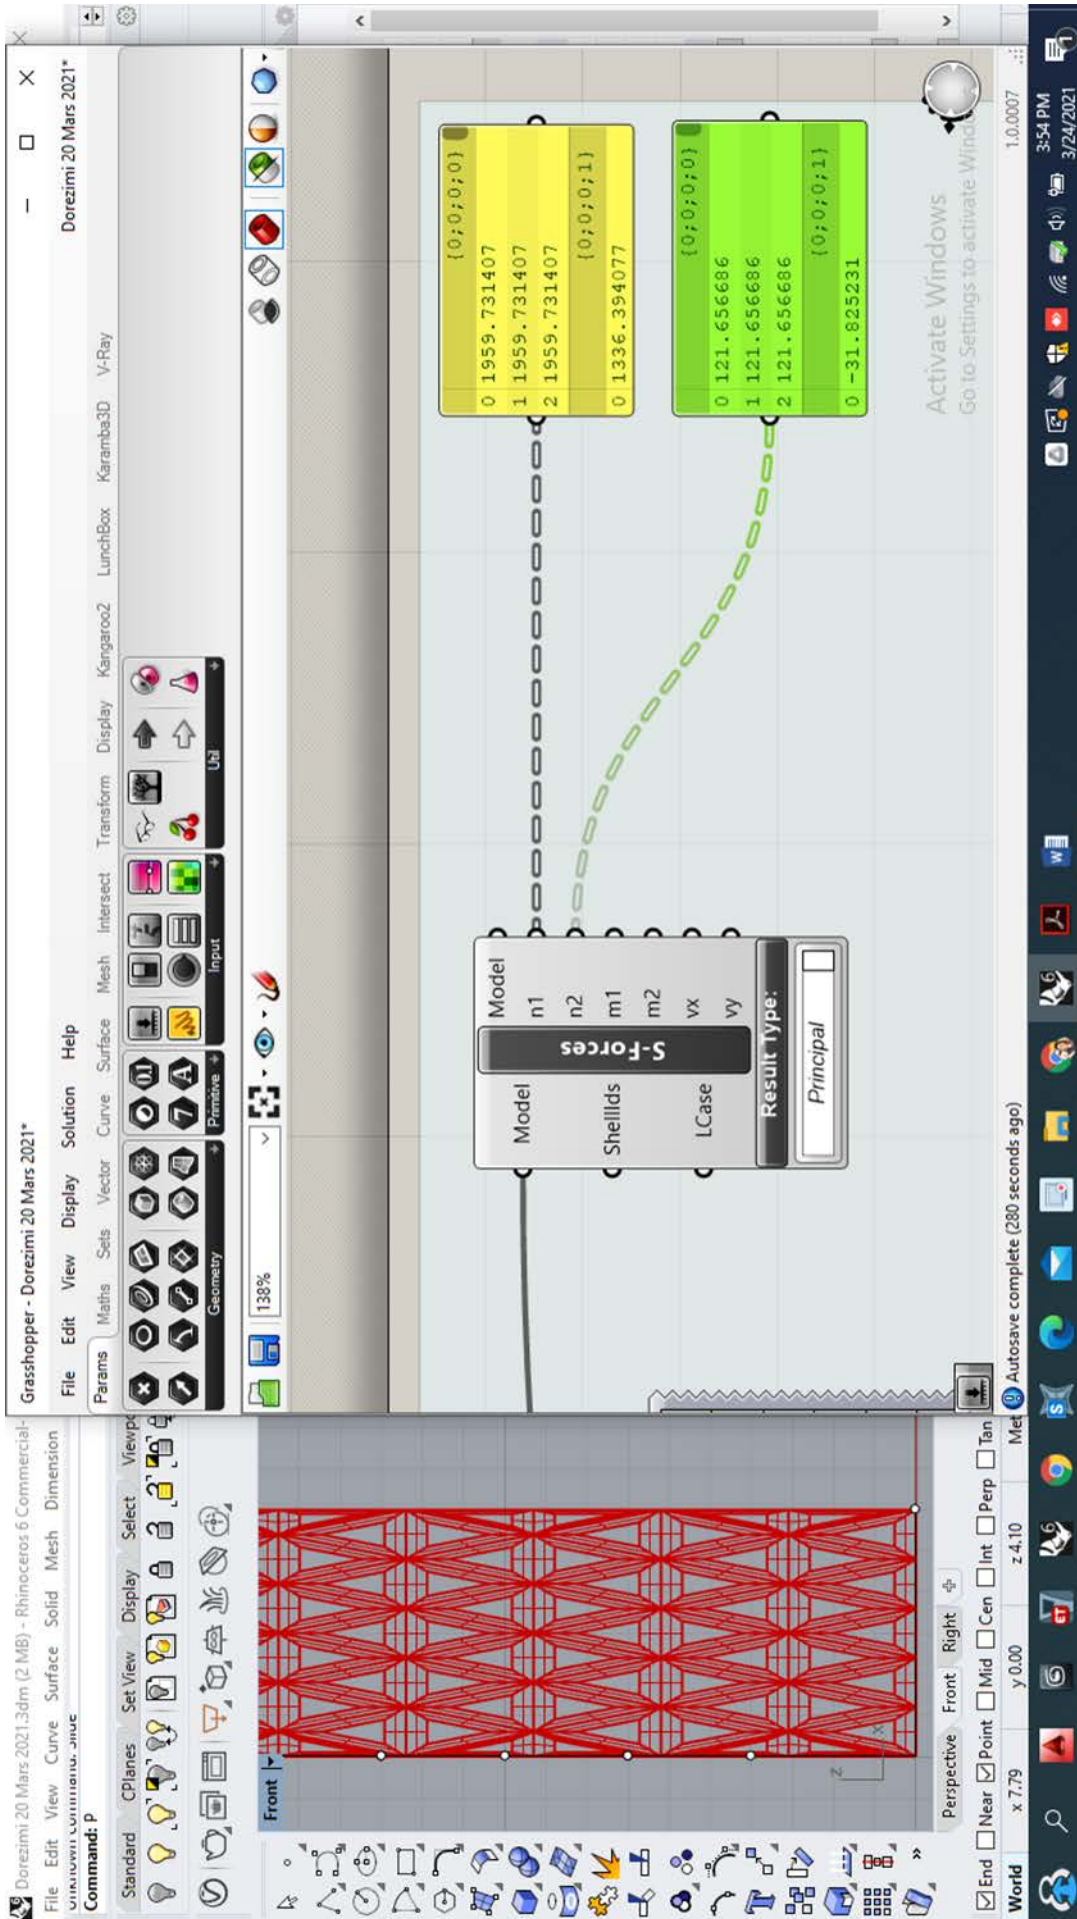 Dorezimi 20 Mars 2021.3dm (2 MB) - Rhinoceros 6 Commercial-
File Edit View Curve Surface Solid Mesh Dimension
Command: P
Standard CPlanes Set View Display Select Viewpo
Front
Perspective Front Right
End Near Point Mid Cen Int Perp Tan
World x 7.79 y 0.00 z 4.10 Met
z
x
Grasshopper - Dorezimi 20 Mars 2021*
File Edit View Display Solution Help
Dorezimi 20 Mars 2021*
Params Maths Sets Vector Curve Surface Mesh Intersect Transform Display Kangaroo2 LunchBox Karamba3D V-Ray
Geometry Primitive Input Util
138%
Model
ShellIds
LCase
S-Forces
Model
n1
n2
m1
m2
vx
vy
Result Type:
Principal
{0;0;0;0}
0 1959.731407
1 1959.731407
2 1959.731407
{0;0;0;1}
0 1336.394077
{0;0;0;0}
0 121.656686
1 121.656686
2 121.656686
{0;0;0;1}
0 -31.825231
Activate Windows
Go to Settings to activate Wind
Autosave complete (280 seconds ago)
1.0.0007
3:54 PM
3/24/2021
1